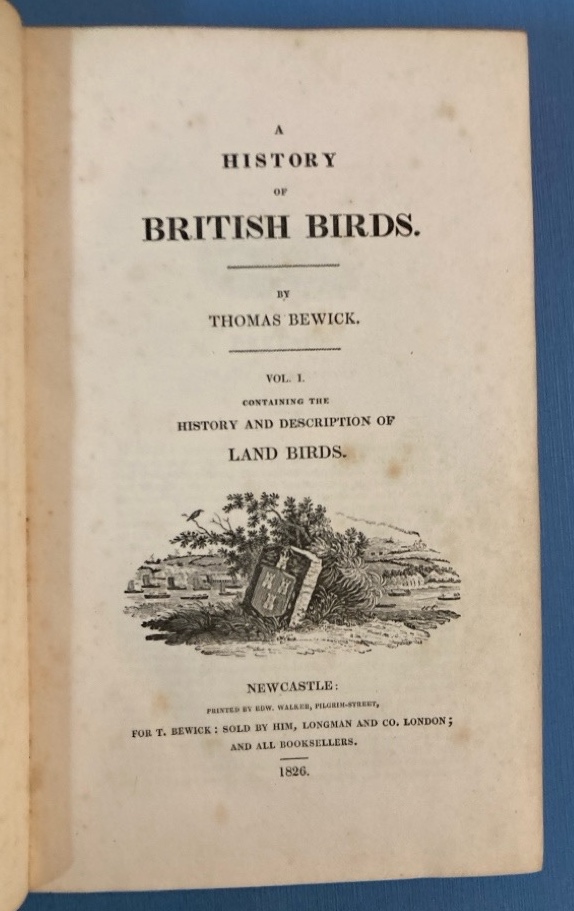 A
HISTORY
OF
BRITISH BIRDS.
BY
THOMAS BEWICK.
VOL. I.
CONTAINING THE
HISTORY AND DESCRIPTION OF
LAND BIRDS.
NEWCASTLE:
PRINTED BY EDW. WALKER, PILGRIM-STREET,
FOR T. BEWICK: SOLD BY HIM, LONGMAN AND CO. LONDON;
AND ALL BOOKSELLERS.
1826.